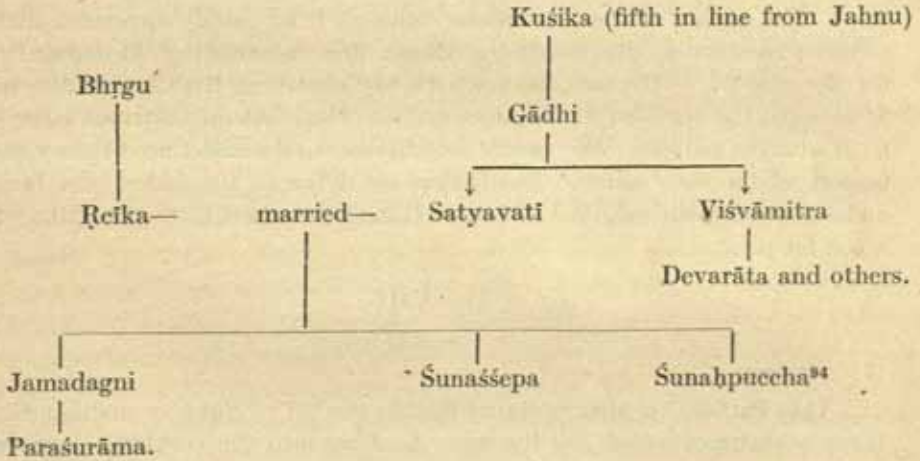 Kuśika (fifth in line from Jahnu)
Bhṛgu
Gādhi
Ṛcīka— married— Satyavatī Viśvāmitra
Devarāta and others.
Jamadagni Śunaśśepa Śunaḥpuccha⁹⁴
Paraśurāma.